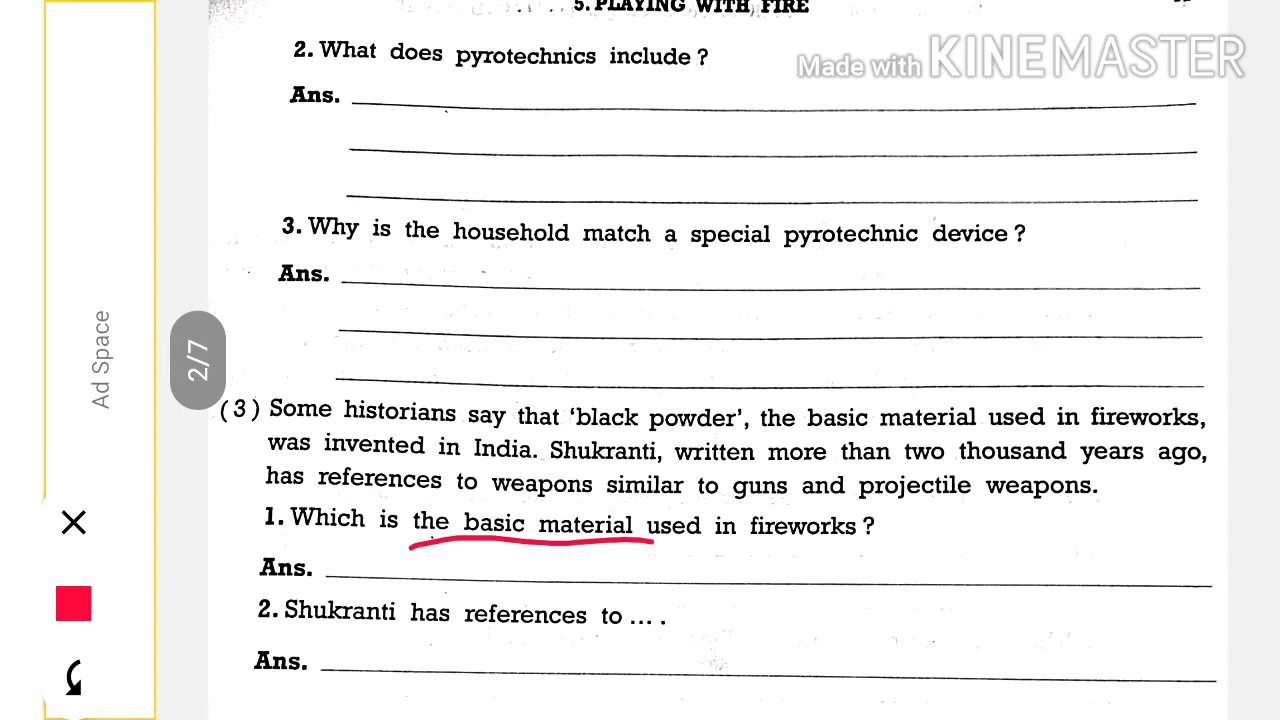 5. PLAYING WITH FIRE
Made with KINEMASTER
2. What does pyrotechnics include ?
Ans.
3. Why is the household match a special pyrotechnic device ?
Ans.
Ad Space
2/7
(3) Some historians say that 'black powder', the basic material used in fireworks,
was invented in India. Shukranti, written more than two thousand years ago,
has references to weapons similar to guns and projectile weapons.
1. Which is the basic material used in fireworks ?
Ans.
2. Shukranti has references to ... .
Ans.